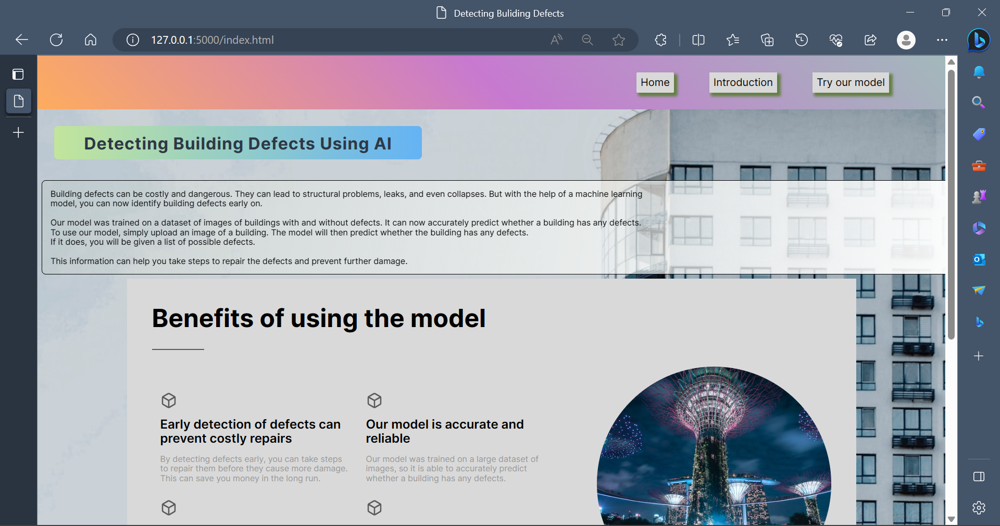 Detecting Buliding Defects
127.0.0.1:5000/index.html
Home
Introduction
Try our model
Detecting Building Defects Using AI
Building defects can be costly and dangerous. They can lead to structural problems, leaks, and even collapses. But with the help of a machine learning
model, you can now identify building defects early on.
Our model was trained on a dataset of images of buildings with and without defects. It can now accurately predict whether a building has any defects.
To use our model, simply upload an image of a building. The model will then predict whether the building has any defects.
If it does, you will be given a list of possible defects.
This information can help you take steps to repair the defects and prevent further damage.
Benefits of using the model
Early detection of defects can
prevent costly repairs
By detecting defects early, you can take steps
to repair them before they cause more damage.
This can save you money in the long run.
Our model is accurate and
reliable
Our model was trained on a large dataset of
images, so it is able to accurately predict
whether a building has any defects.